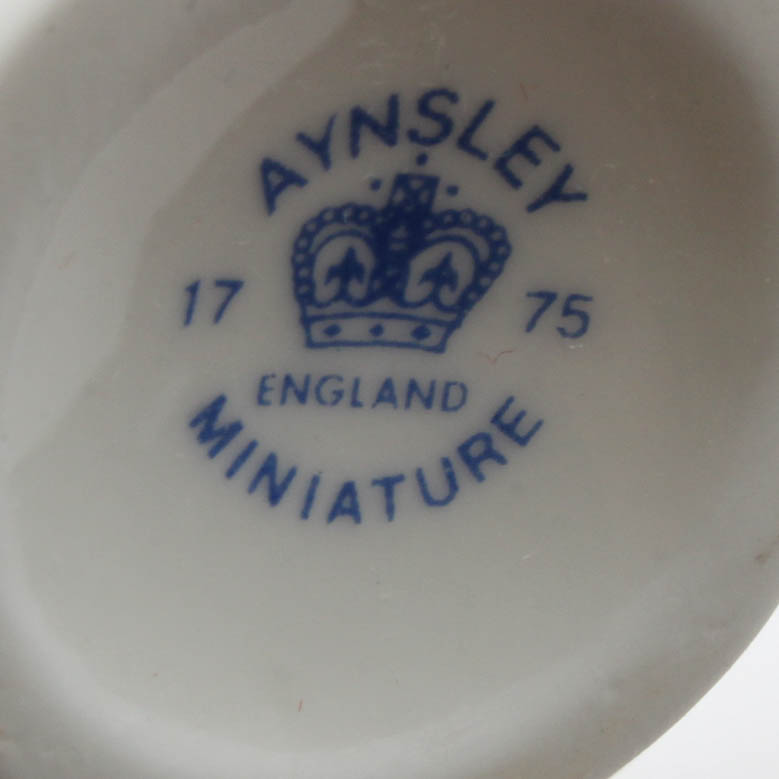 AYNSLEY
17 75
ENGLAND
MINIATURE